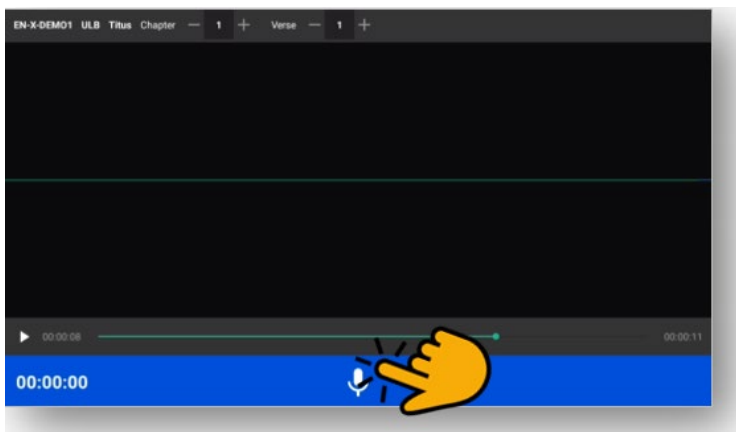 EN-X-DEMO1 ULB Titus Chapter — 1 + Verse — 1 +
00:00:08 00:00:11
00:00:00